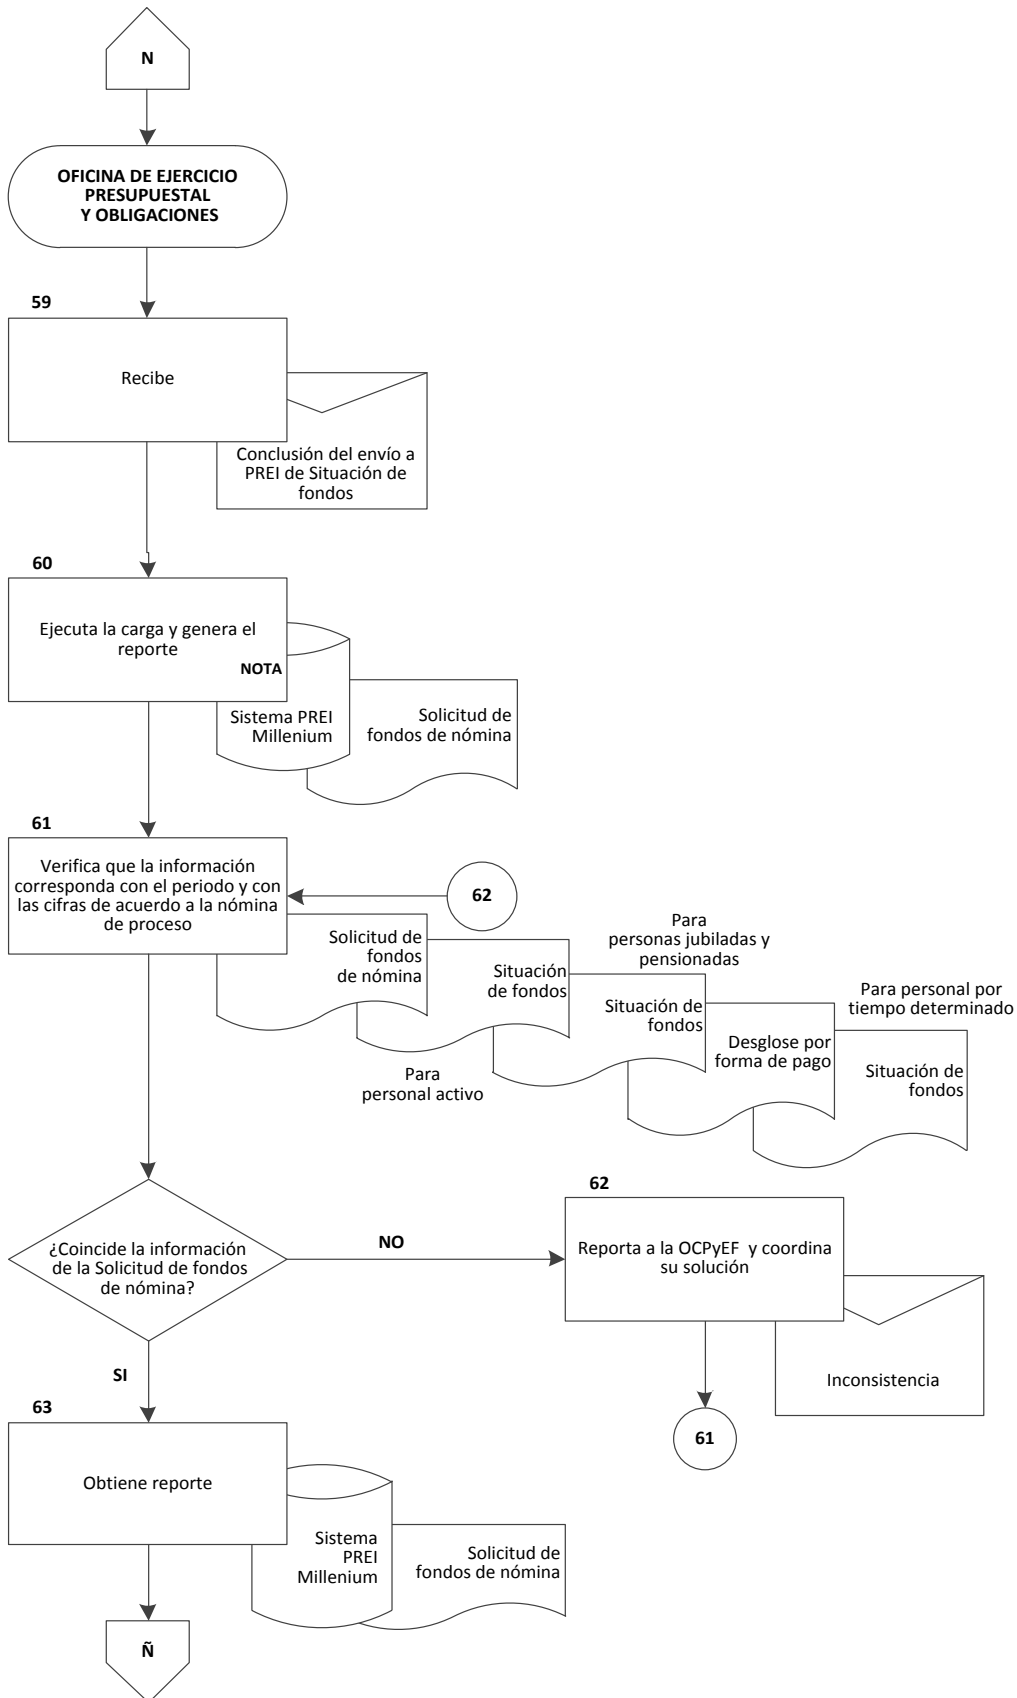 N
OFICINA DE EJERCICIO
PRESUPUESTAL
Y OBLIGACIONES
59
Recibe
Conclusión del envío a
PREI de Situación de
fondos
60
Ejecuta la carga y genera el
reporte
NOTA
Sistema PREI
Millenium
Solicitud de
fondos de nómina
61
Verifica que la información
corresponda con el periodo y con
las cifras de acuerdo a la nómina
de proceso
62
Solicitud de
fondos
de nómina
Situación
de fondos
Para
personal activo
Para
personas jubiladas y
pensionadas
Situación de
fondos
Desglose por
forma de pago
Para personal por
tiempo determinado
Situación de
fondos
¿Coincide la información
de la Solicitud de fondos
de nómina?
NO
62
Reporta a la OCPyEF y coordina
su solución
Inconsistencia
61
SI
63
Obtiene reporte
Sistema
PREI
Millenium
Solicitud de
fondos de nómina
Ñ